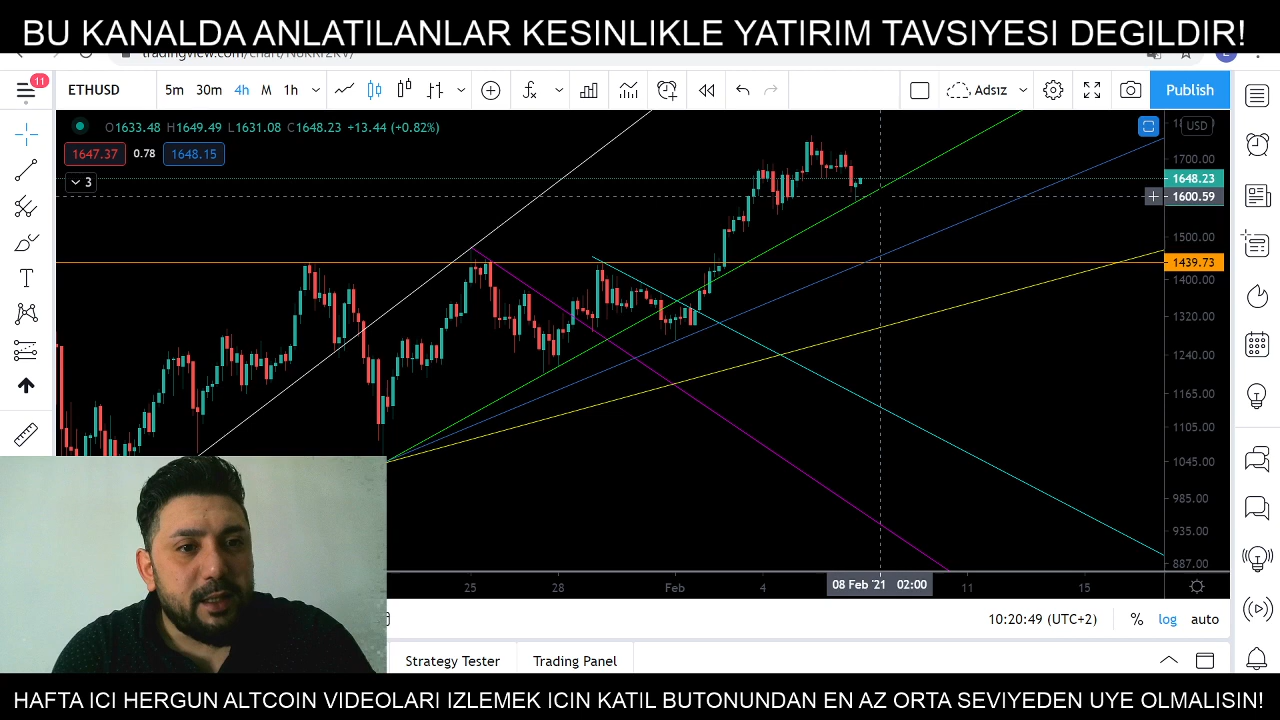 BU KANALDA ANLATILANLAR KESINLIKLE YATIRIM TAVSIYESI DEGILDIR!
11
ETHUSD 5m 30m 4h M 1h Adsız Publish
O1633.48 H1649.49 L1631.08 C1648.23 +13.44 (+0.82%)
USD
1647.37 0.78 1648.15
3
1700.00
1648.23
1600.59
1500.00
1439.73
1400.00
1320.00
1240.00
1165.00
1105.00
1045.00
985.00
935.00
887.00
25 28 Feb 4 08 Feb '21 02:00 11 15
10:20:49 (UTC+2) % log auto
Strategy Tester Trading Panel
HAFTA ICI HERGUN ALTCOIN VIDEOLARI IZLEMEK ICIN KATIL BUTONUNDAN EN AZ ORTA SEVIYEDEN UYE OLMALISIN!